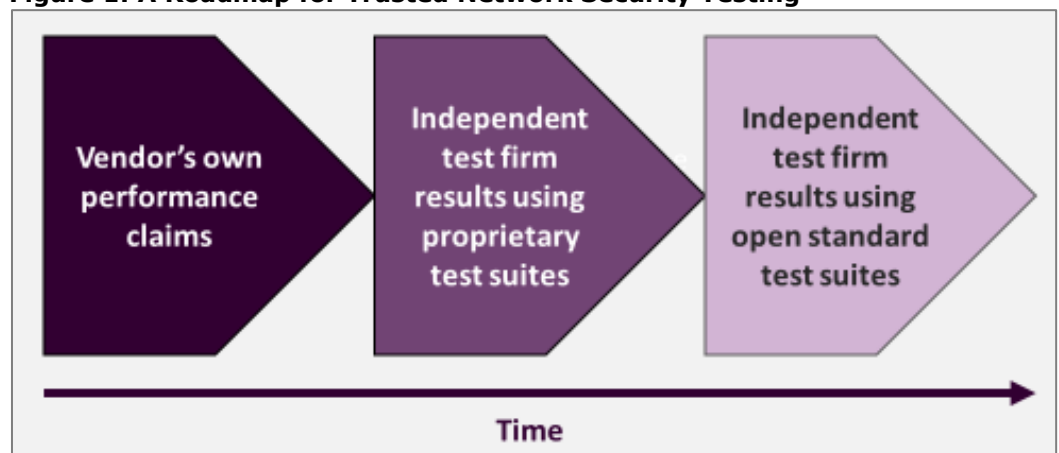 Figure 1: A Roadmap for Trusted Network Security Testing
Vendor's own
performance
claims
Independent
test firm
results using
proprietary
test suites
Independent
test firm
results using
open standard
test suites
Time